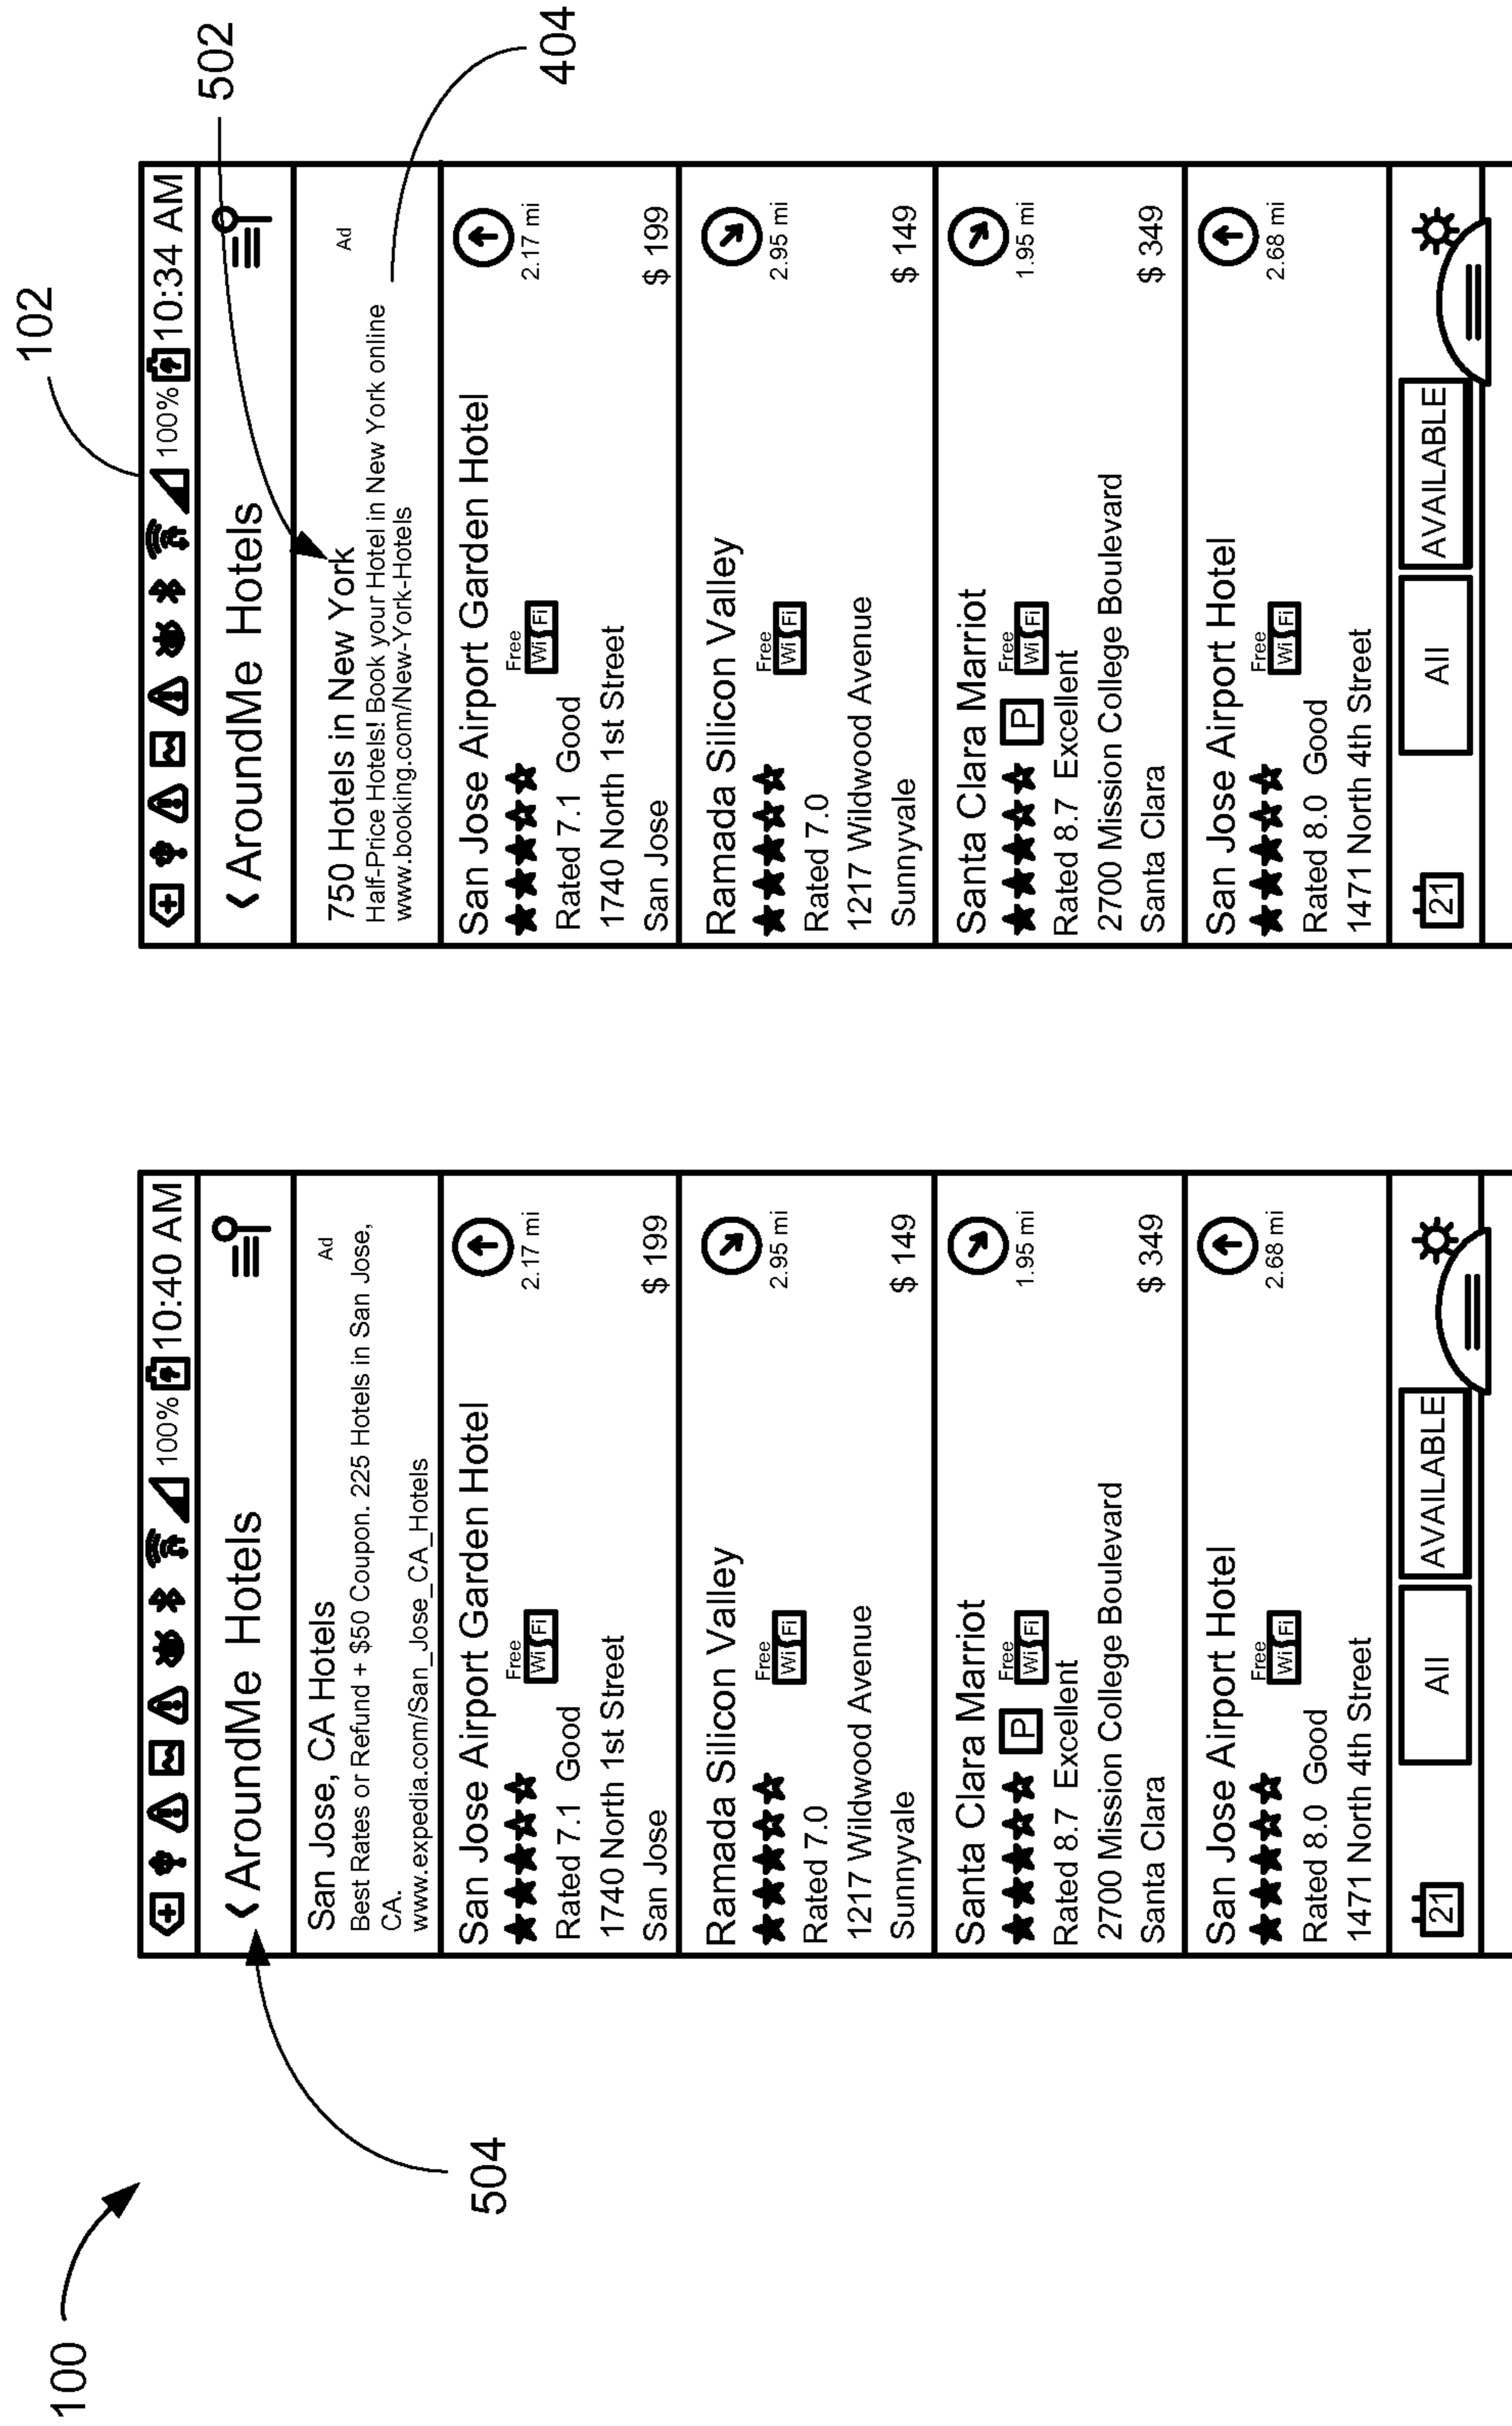 100
504
10:40 AM
100%
AroundMe Hotels
San Jose, CA Hotels
Ad
Best Rates or Refund + $50 Coupon. 225 Hotels in San Jose,
CA.
www.expedia.com/San_Jose_CA_Hotels
San Jose Airport Garden Hotel
Free
Wi Fi
2.17 mi
Rated 7.1 Good
1740 North 1st Street
San Jose
$ 199
Ramada Silicon Valley
Free
Wi Fi
2.95 mi
Rated 7.0
1217 Wildwood Avenue
Sunnyvale
$ 149
Santa Clara Marriot
P
Free
Wi Fi
1.95 mi
Rated 8.7 Excellent
2700 Mission College Boulevard
Santa Clara
$ 349
San Jose Airport Hotel
Free
Wi Fi
2.68 mi
Rated 8.0 Good
1471 North 4th Street
21
All
AVAILABLE
102
502
404
100%
10:34 AM
AroundMe Hotels
750 Hotels in New York
Ad
Half-Price Hotels! Book your Hotel in New York online
www.booking.com/New-York-Hotels
San Jose Airport Garden Hotel
Free
Wi Fi
2.17 mi
Rated 7.1 Good
1740 North 1st Street
San Jose
$ 199
Ramada Silicon Valley
Free
Wi Fi
2.95 mi
Rated 7.0
1217 Wildwood Avenue
Sunnyvale
$ 149
Santa Clara Marriot
P
Free
Wi Fi
1.95 mi
Rated 8.7 Excellent
2700 Mission College Boulevard
Santa Clara
$ 349
San Jose Airport Hotel
Free
Wi Fi
2.68 mi
Rated 8.0 Good
1471 North 4th Street
21
All
AVAILABLE